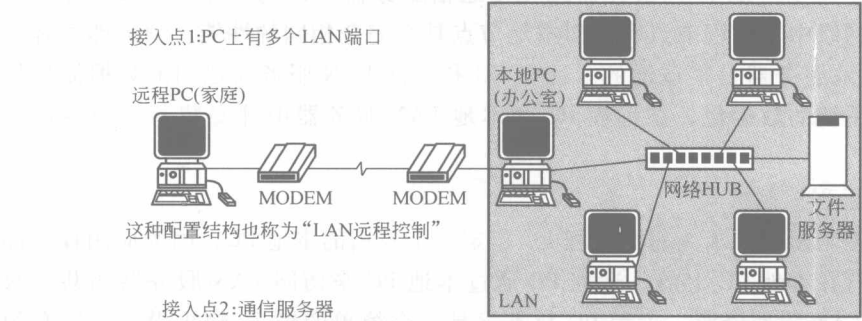 接入点1:PC上有多个LAN端口
远程PC(家庭)
本地PC
(办公室)
MODEM
MODEM
网络HUB
文件
服务器
这种配置结构也称为“LAN远程控制”
LAN
接入点2:通信服务器